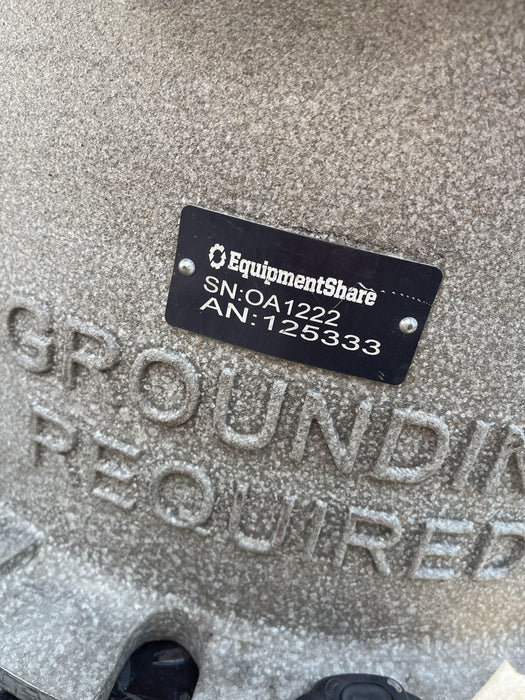 EquipmentShare
SN:OA1222
AN:125333
GROUNDIN
REQUIRED